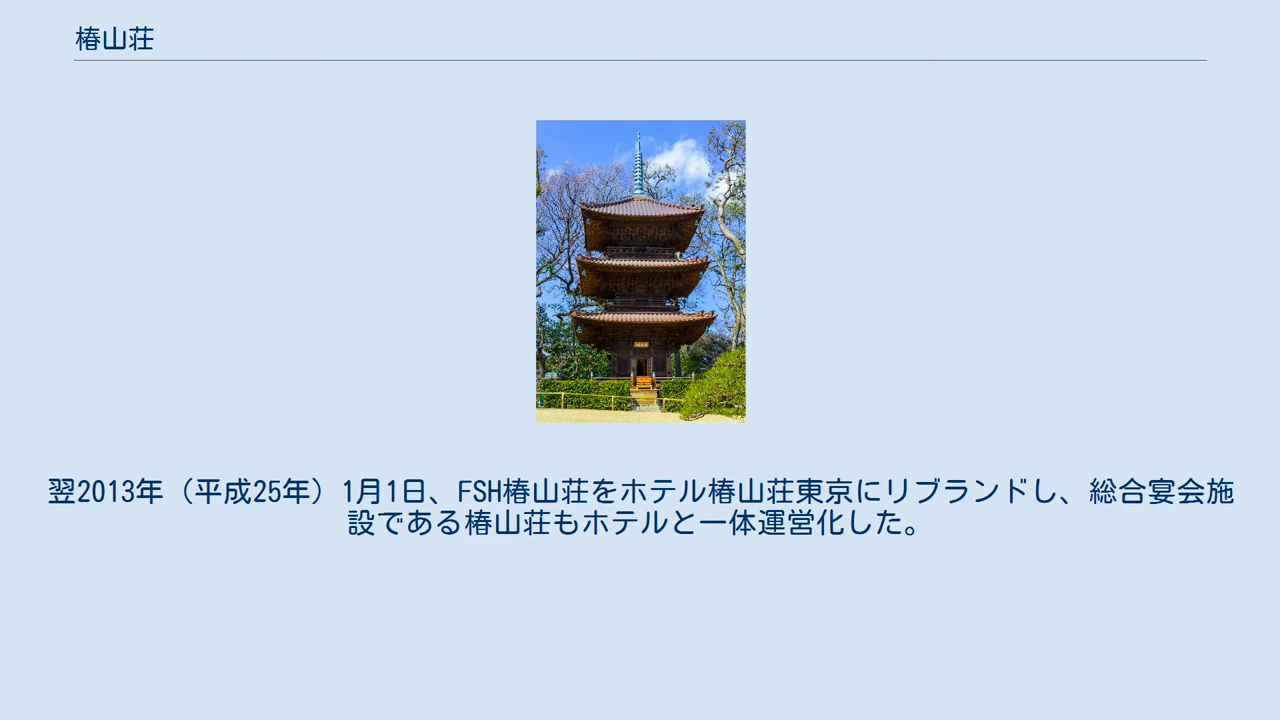 椿山荘
翌2013年（平成25年）1月1日、FSH椿山荘をホテル椿山荘東京にリブランドし、総合宴会施
設である椿山荘もホテルと一体運営化した。